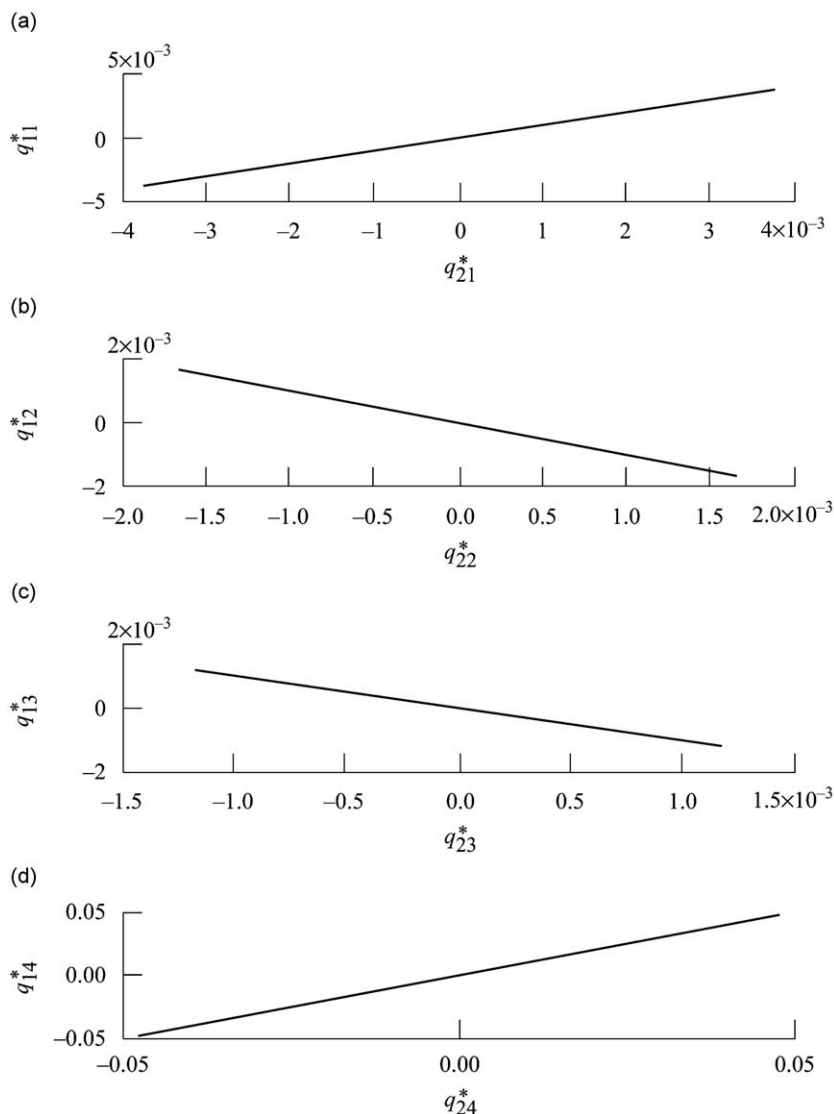 (a)
5×10⁻³
q*₁₁
0
−5
−4 −3 −2 −1 0 1 2 3 4×10⁻³
q*₂₁
(b)
2×10⁻³
q*₁₂
0
−2
−2.0 −1.5 −1.0 −0.5 0.0 0.5 1.0 1.5 2.0×10⁻³
q*₂₂
(c)
2×10⁻³
q*₁₃
0
−2
−1.5 −1.0 −0.5 0.0 0.5 1.0 1.5×10⁻³
q*₂₃
(d)
0.05
q*₁₄
0.00
−0.05
−0.05 0.00 0.05
q*₂₄